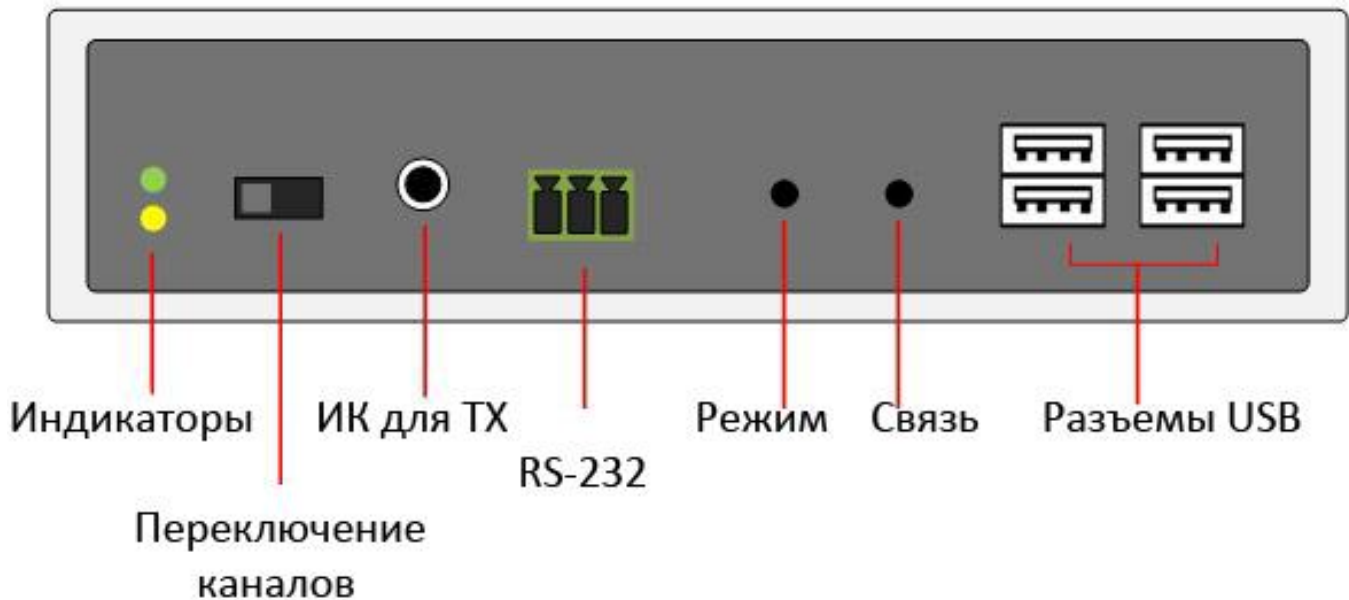 Индикаторы
ИК для TX
Режим
Связь
Разъемы USB
RS-232
Переключение
каналов